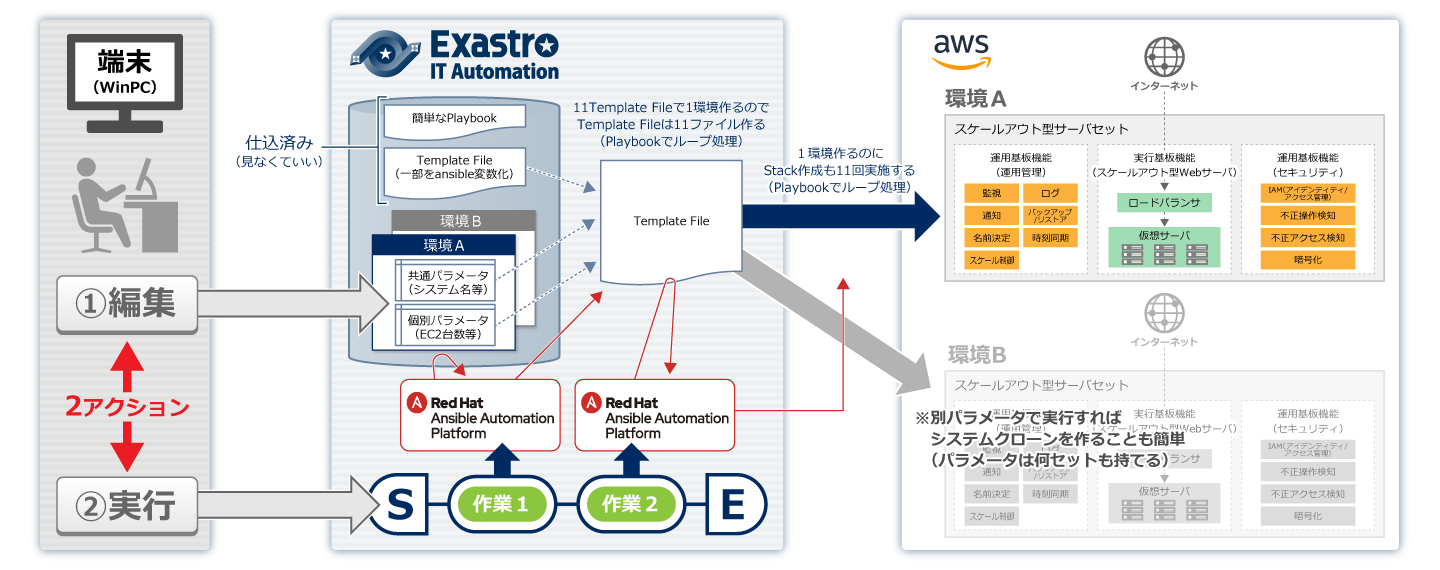 端末
（WinPC）
①編集
2アクション
②実行
Exastro
IT Automation
仕込済み
（見なくていい）
簡単なPlaybook
Template File
（一部をansible変数化）
環境B
環境A
共通パラメータ
（システム名等）
個別パラメータ
（EC2台数等）
11Template Fileで1環境作るので
Template Fileは11ファイル作る
（Playbookでループ処理）
Template File
１環境作るのに
Stack作成も11回実施する
（Playbookでループ処理）
Red Hat
Ansible Automation
Platform
Red Hat
Ansible Automation
Platform
S
作業１
作業２
E
aws
インターネット
環境A
スケールアウト型サーバセット
運用基板機能
（運用管理）
監視
ログ
通知
バックアップ
/リストア
名前決定
時刻同期
スケール制御
実行基板機能
（スケールアウト型Webサーバ）
ロードバランサ
仮想サーバ
運用基板機能
（セキュリティ）
IAM(アイデンティティ/
アクセス管理)
不正操作検知
不正アクセス検知
暗号化
インターネット
環境B
スケールアウト型サーバセット
※別パラメータで実行すれば
システムクローンを作ることも簡単
（パラメータは何セットも持てる）
運用基板機能
（運用管理）
監視
ログ
通知
バックアップ
/リストア
名前決定
時刻同期
スケール制御
実行基板機能
（スケールアウト型Webサーバ）
ロードバランサ
仮想サーバ
運用基板機能
（セキュリティ）
IAM(アイデンティティ/
アクセス管理)
不正操作検知
不正アクセス検知
暗号化